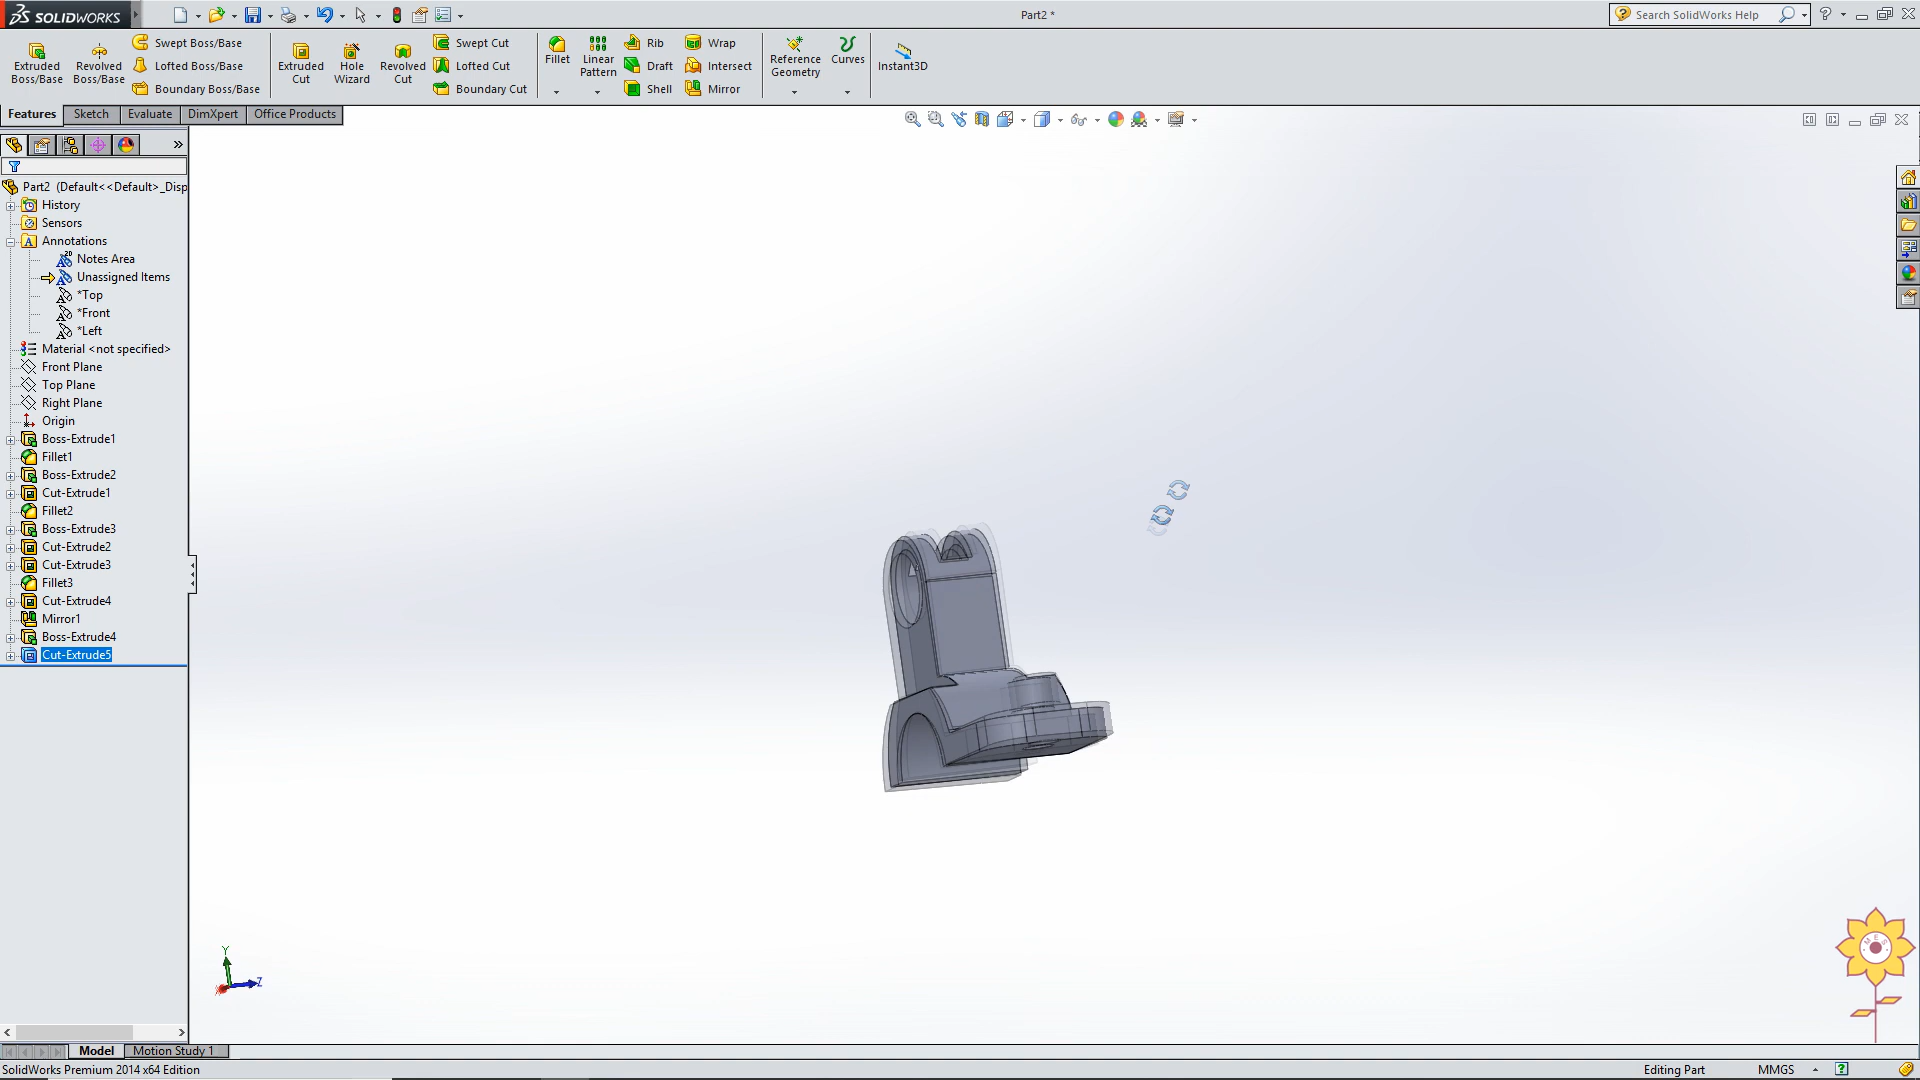 SOLIDWORKS
Part2 *
Search SolidWorks Help
Extruded Boss/Base
Revolved Boss/Base
Swept Boss/Base
Lofted Boss/Base
Boundary Boss/Base
Extruded Cut
Hole Wizard
Revolved Cut
Swept Cut
Lofted Cut
Boundary Cut
Fillet
Linear Pattern
Rib
Draft
Shell
Wrap
Intersect
Mirror
Reference Geometry
Curves
Instant3D
Features
Sketch
Evaluate
DimXpert
Office Products
Part2 (Default<<Default>_Disp
History
Sensors
Annotations
Notes Area
Unassigned Items
*Top
*Front
*Left
Material <not specified>
Front Plane
Top Plane
Right Plane
Origin
Boss-Extrude1
Fillet1
Boss-Extrude2
Cut-Extrude1
Fillet2
Boss-Extrude3
Cut-Extrude2
Cut-Extrude3
Fillet3
Cut-Extrude4
Mirror1
Boss-Extrude4
Cut-Extrude5
Y
Z
Model
Motion Study 1
SolidWorks Premium 2014 x64 Edition
Editing Part
MMGS